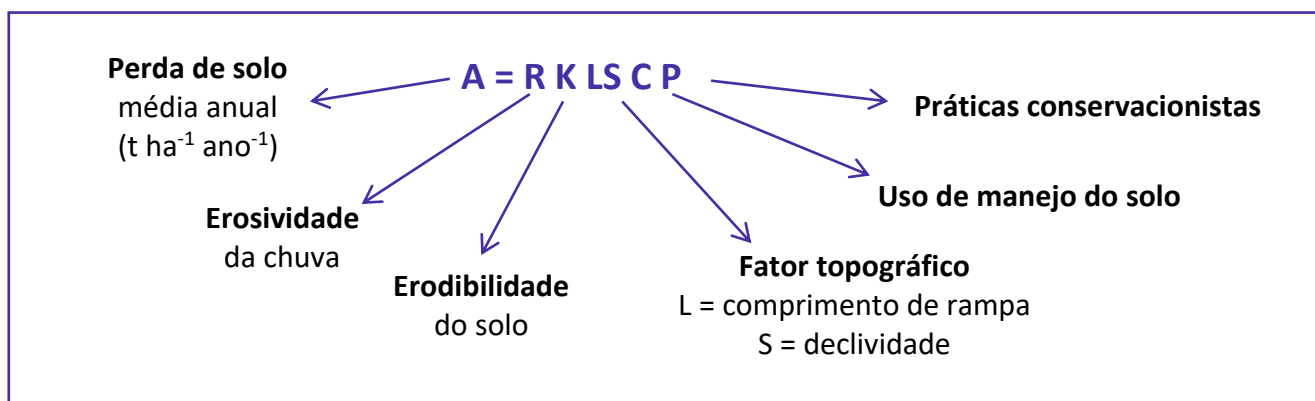 A = R K LS C P
Perda de solo
média anual
(t ha⁻¹ ano⁻¹)
Erosividade
da chuva
Erodibilidade
do solo
Fator topográfico
L = comprimento de rampa
S = declividade
Uso de manejo do solo
Práticas conservacionistas